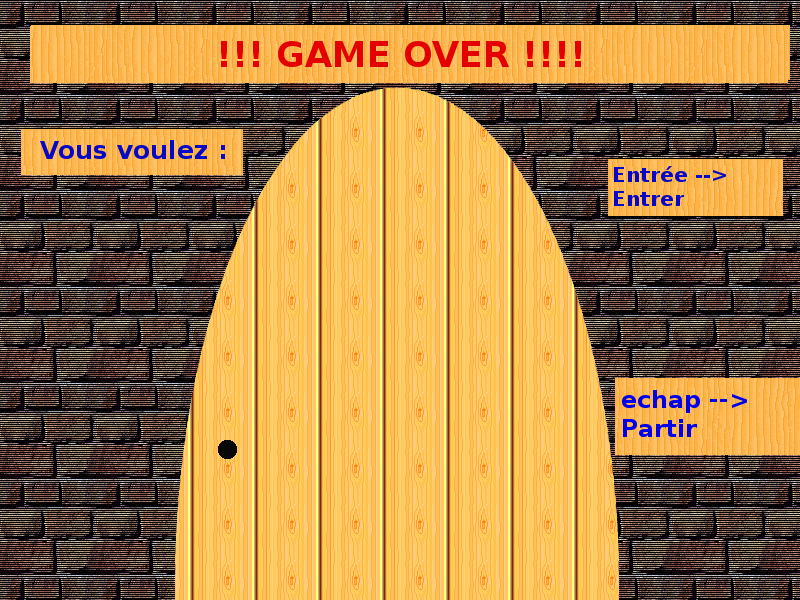 !!! GAME OVER !!!!
Vous voulez :
Entrée -->
Entrer
echap -->
Partir